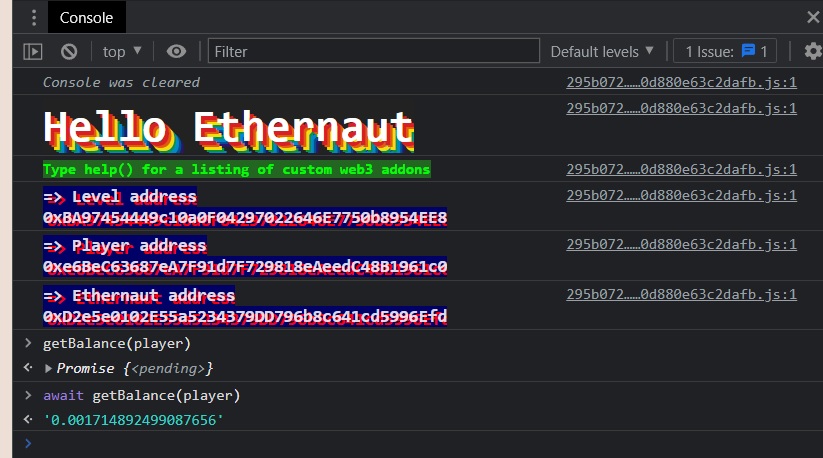 Console
top Filter Default levels 1 Issue: 1
Console was cleared 295b072……0d880e63c2dafb.js:1
Hello Ethernaut 295b072……0d880e63c2dafb.js:1
Type help() for a listing of custom web3 addons 295b072……0d880e63c2dafb.js:1
=> Level address 295b072……0d880e63c2dafb.js:1
0xBA97454449c10a0F04297022646E7750b8954EE8
=> Player address 295b072……0d880e63c2dafb.js:1
0xe6BeC63687eA7F91d7F729818eAeedC48B1961c0
=> Ethernaut address 295b072……0d880e63c2dafb.js:1
0xD2e5e0102E55a5234379DD796b8c641cd5996Efd
> getBalance(player)
Promise {<pending>}
> await getBalance(player)
'0.001714892499087656'
>